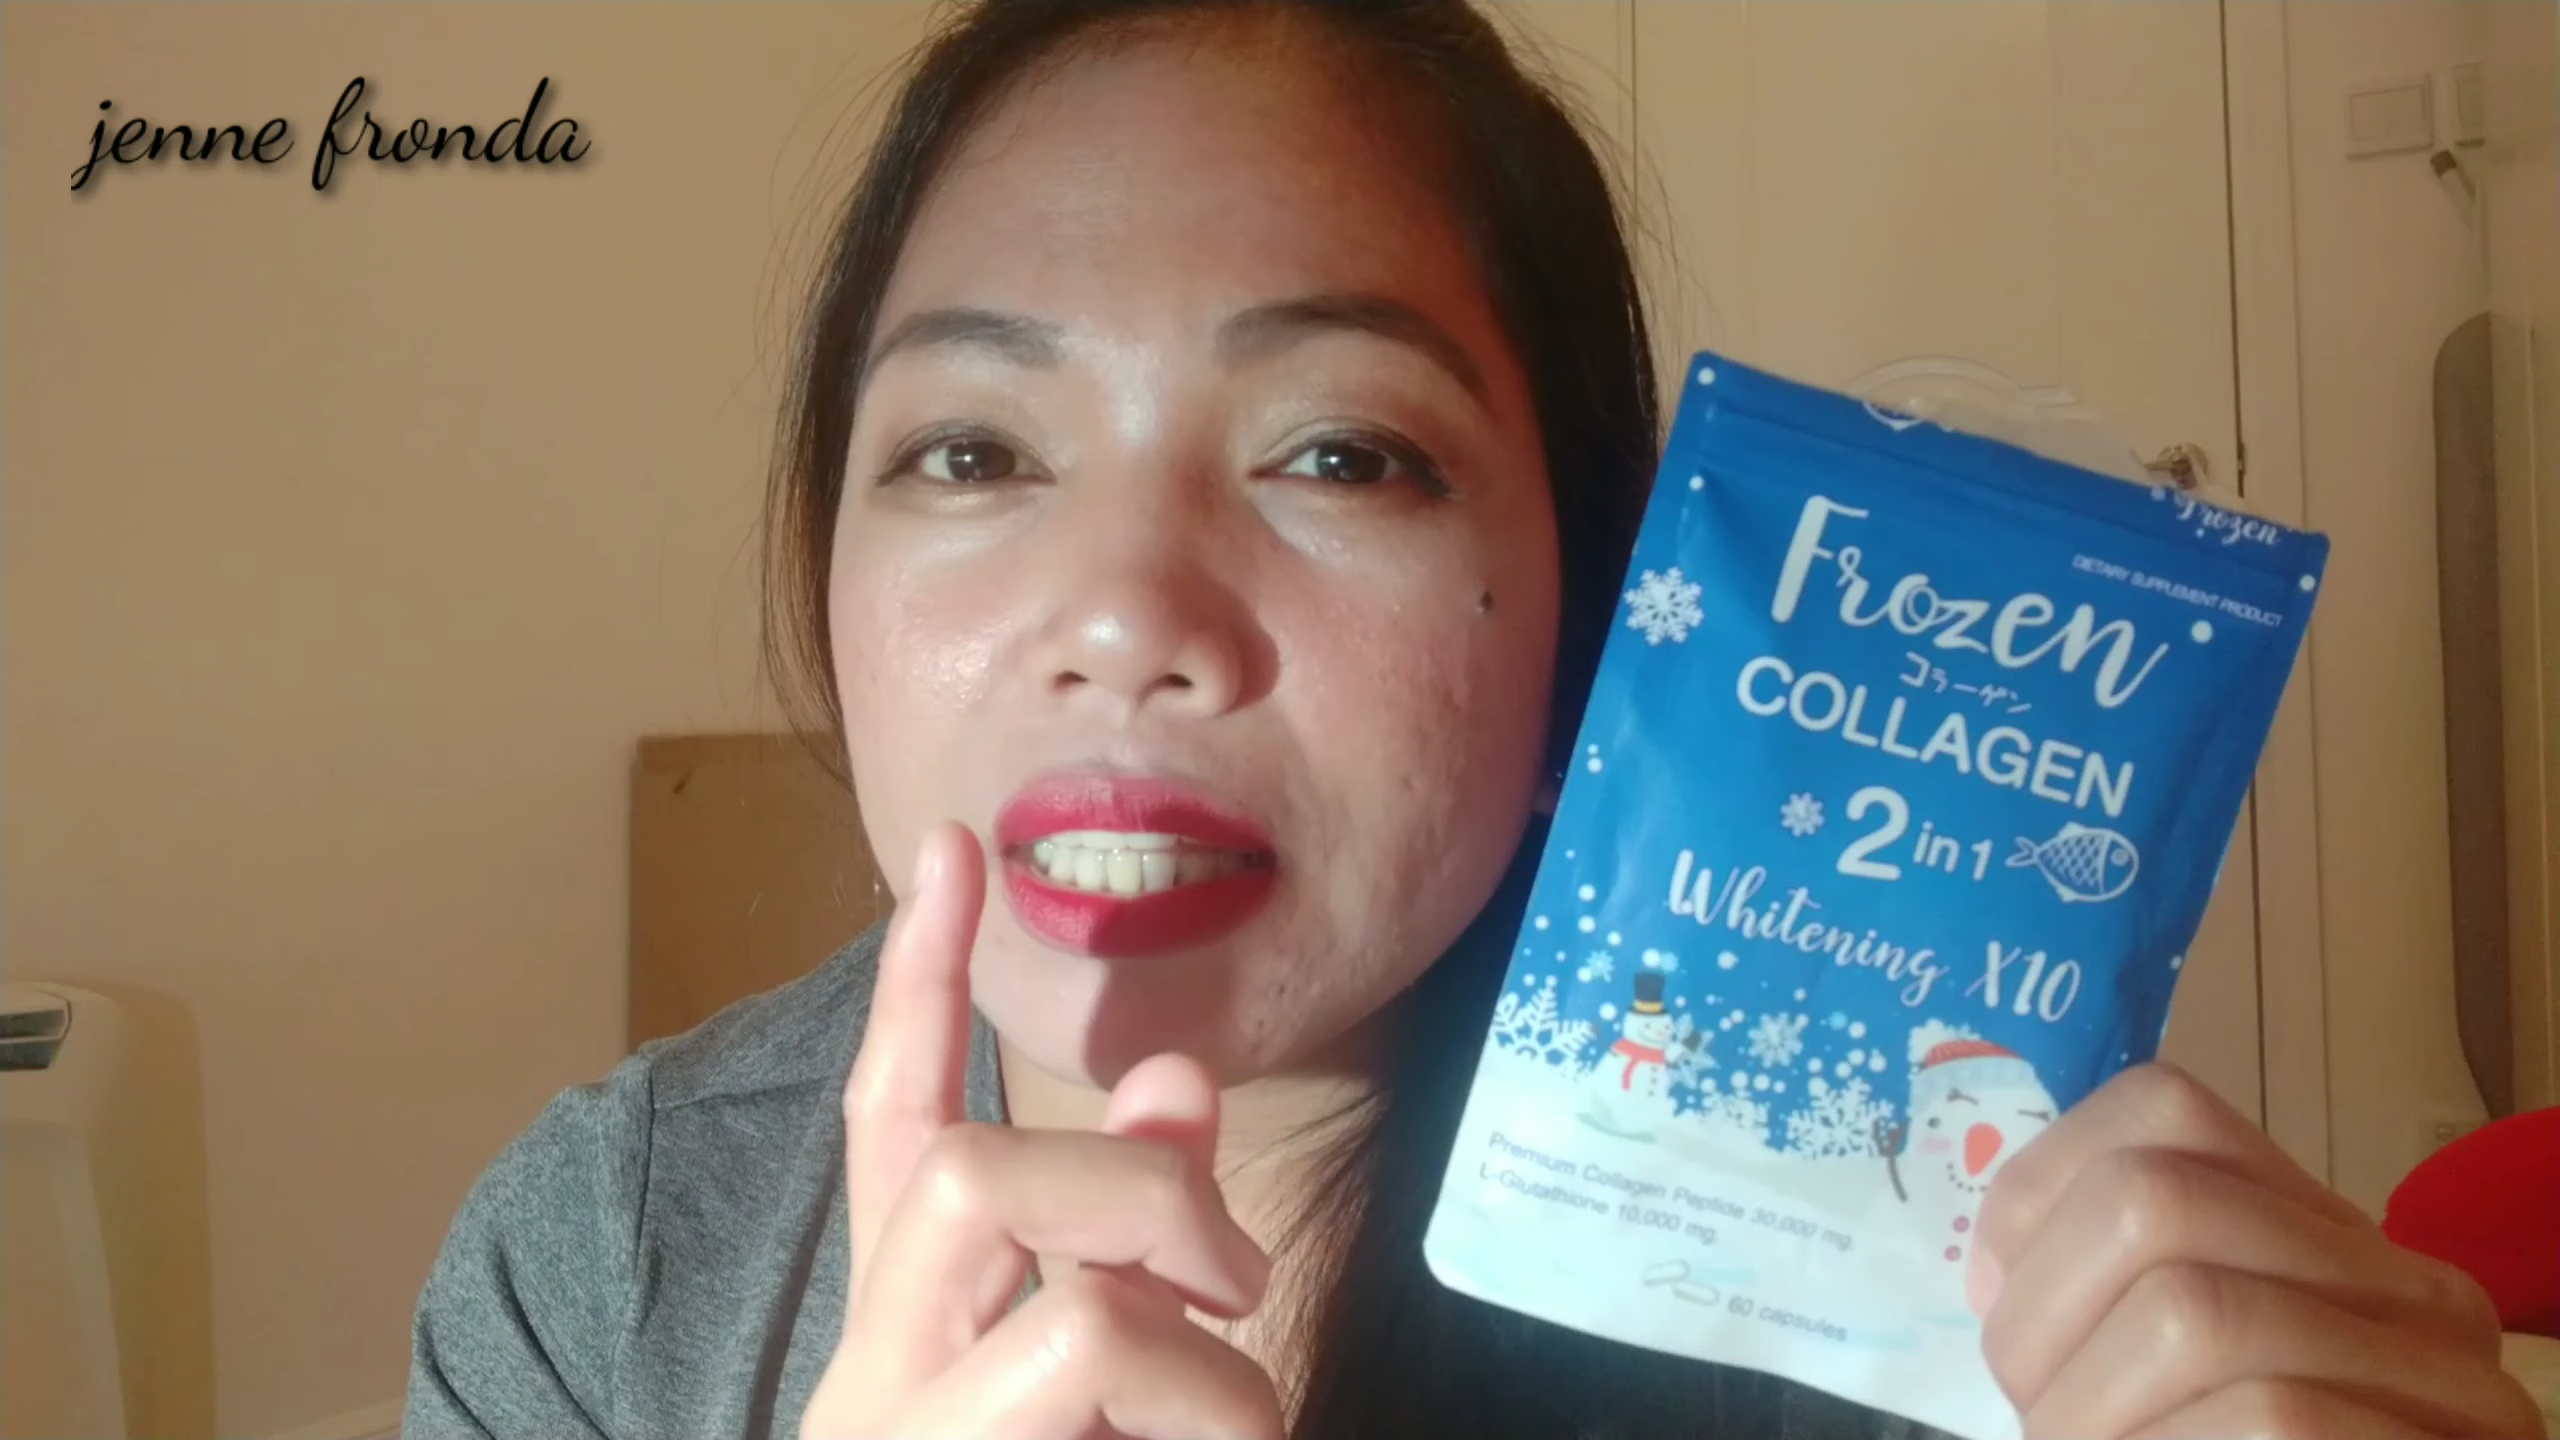 jenne fronda
Frozen
DIETARY SUPPLEMENT PRODUCT
Frozen
コラーゲン
COLLAGEN
2 in 1
Whitening X10
Premium Collagen Peptide 30,000 mg.
L-Glutathione 10,000 mg.
60 capsules